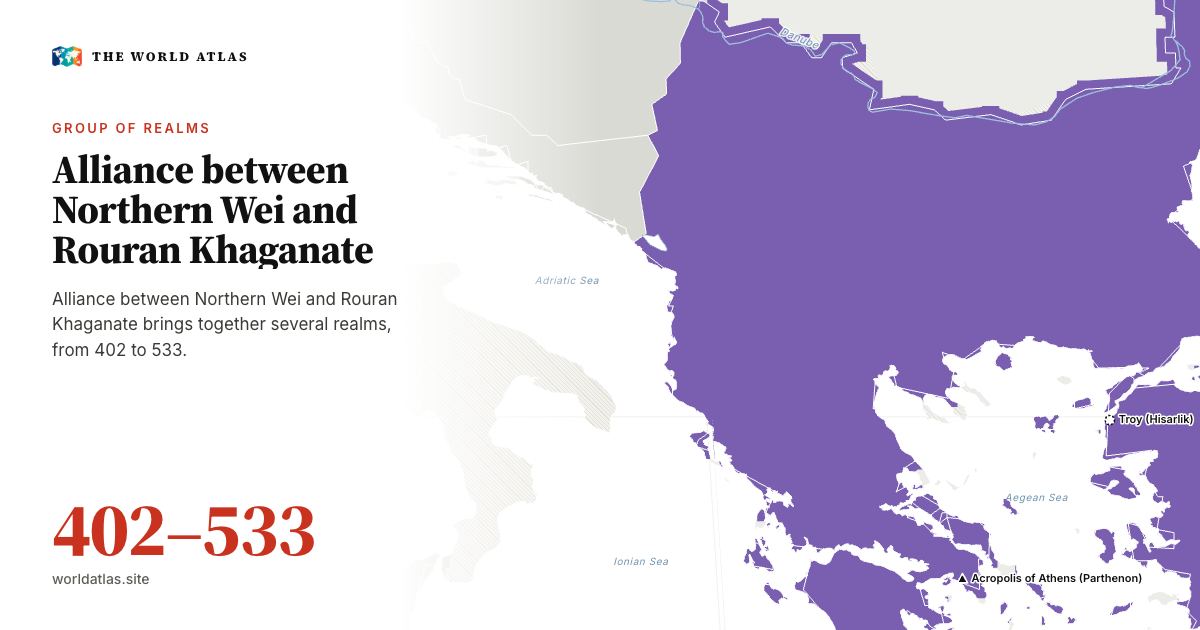 THE WORLD ATLAS
GROUP OF REALMS
Alliance between
Northern Wei and
Rouran Khaganate
Alliance between Northern Wei and Rouran
Khaganate brings together several realms,
from 402 to 533.
402–533
worldatlas.site
Danube
Adriatic Sea
Troy (Hisarlik)
Aegean Sea
Ionian Sea
Acropolis of Athens (Parthenon)